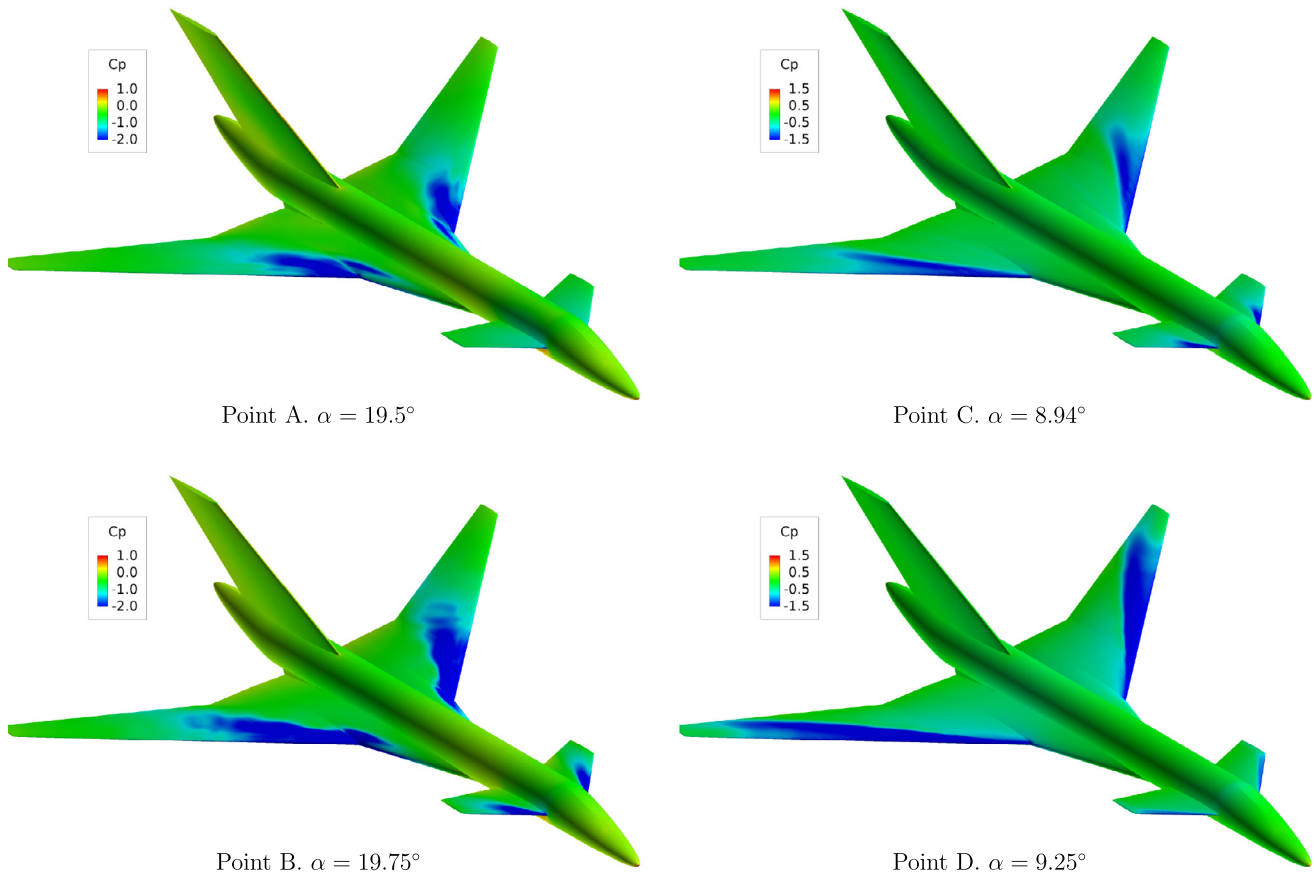 Cp
1.0
0.0
-1.0
-2.0
Point A. α = 19.5°
Cp
1.5
0.5
-0.5
-1.5
Point C. α = 8.94°
Cp
1.0
0.0
-1.0
-2.0
Point B. α = 19.75°
Cp
1.5
0.5
-0.5
-1.5
Point D. α = 9.25°